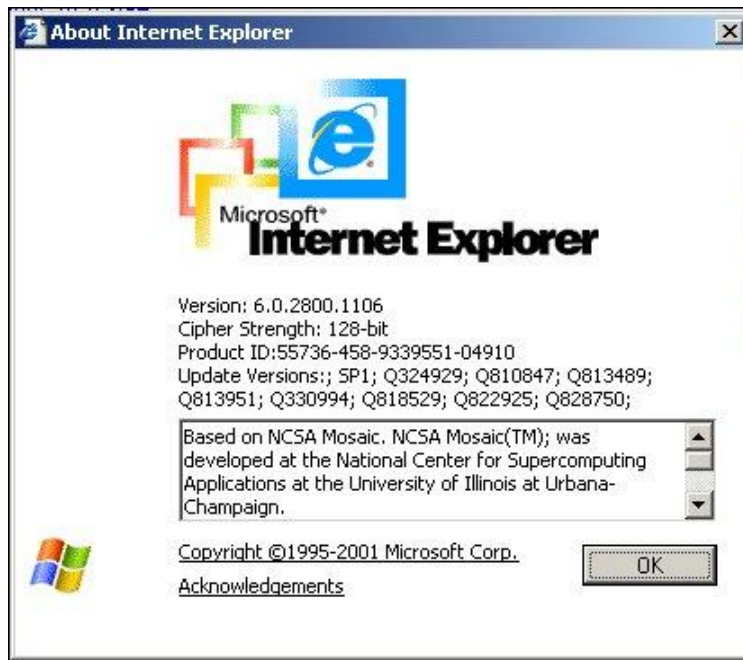 About Internet Explorer
Microsoft®
Internet Explorer
Version: 6.0.2800.1106
Cipher Strength: 128-bit
Product ID:55736-458-9339551-04910
Update Versions:; SP1; Q324929; Q810847; Q813489;
Q813951; Q330994; Q818529; Q822925; Q828750;
Based on NCSA Mosaic. NCSA Mosaic(TM); was
developed at the National Center for Supercomputing
Applications at the University of Illinois at Urbana-
Champaign.
Copyright ©1995-2001 Microsoft Corp.
OK
Acknowledgements